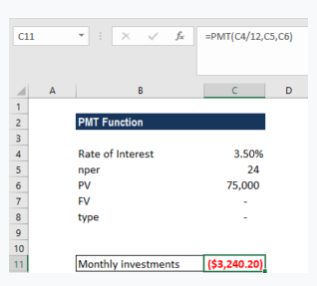 C11 fx =PMT(C4/12,C5,C6)
A B C D
1
2 PMT Function
3
4 Rate of Interest 3.50%
5 nper 24
6 PV 75,000
7 FV -
8 type -
9
10
11 Monthly investments ($3,240.20)